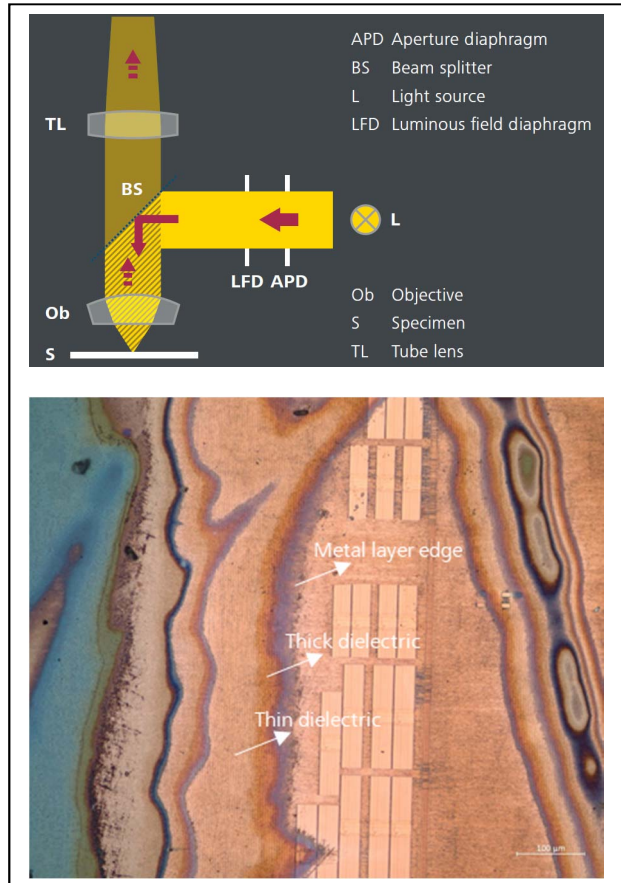 APD Aperture diaphragm
BS Beam splitter
L Light source
LFD Luminous field diaphragm
TL
BS
L
LFD APD
Ob
S
Ob Objective
S Specimen
TL Tube lens
Metal layer edge
Thick dielectric
Thin dielectric
100 µm